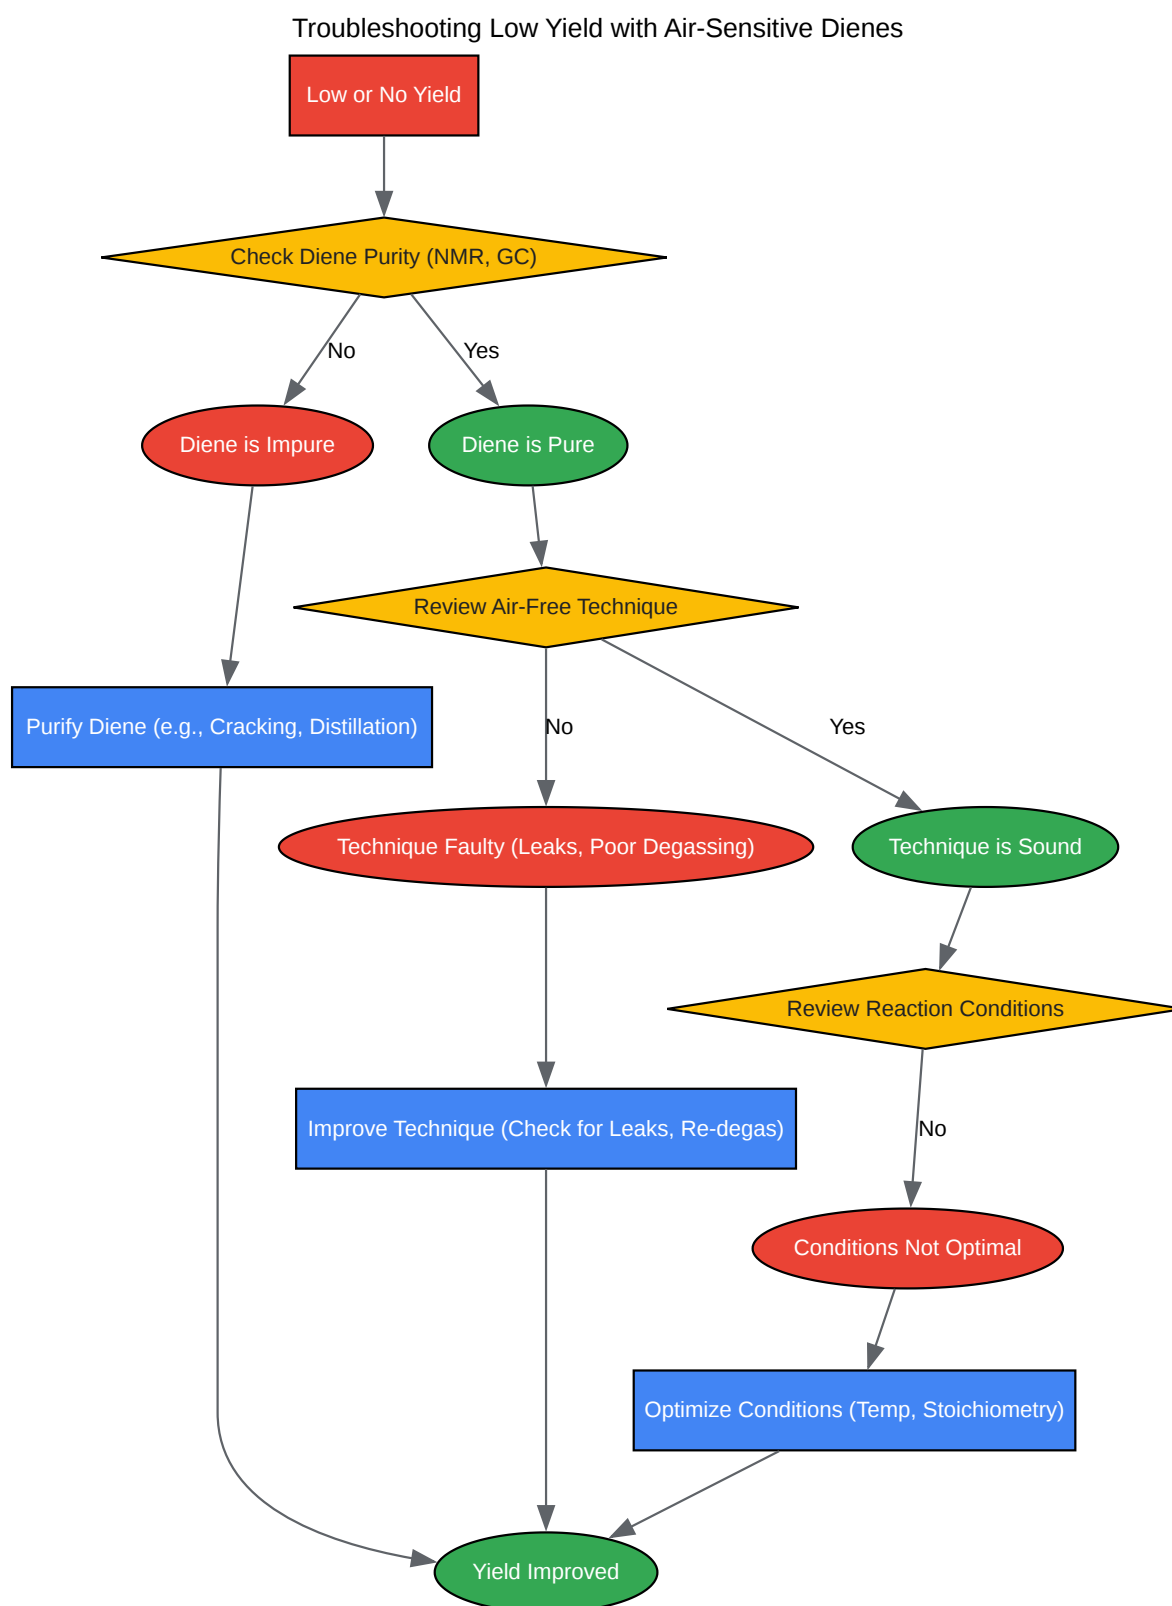 Troubleshooting Low Yield with Air-Sensitive Dienes
Low or No Yield
Check Diene Purity (NMR, GC)
No
Yes
Diene is Impure
Diene is Pure
Review Air-Free Technique
Purify Diene (e.g., Cracking, Distillation)
No
Yes
Technique Faulty (Leaks, Poor Degassing)
Technique is Sound
Review Reaction Conditions
Improve Technique (Check for Leaks, Re-degas)
No
Conditions Not Optimal
Optimize Conditions (Temp, Stoichiometry)
Yield Improved